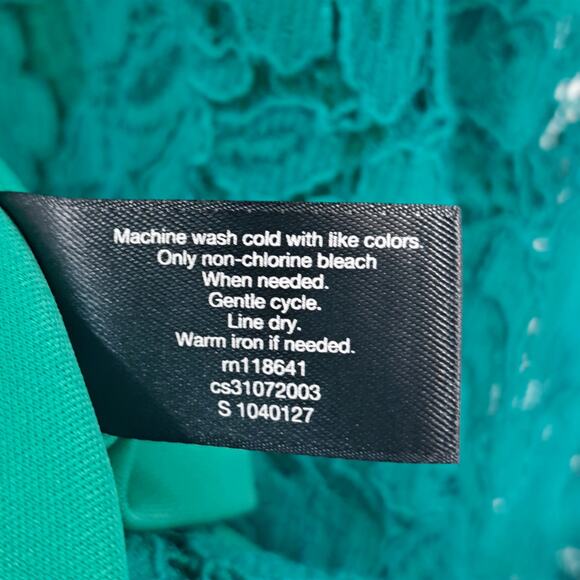 Machine wash cold with like colors.
Only non-chlorine bleach
When needed.
Gentle cycle.
Line dry.
Warm iron if needed.
rn118641
cs31072003
S 1040127